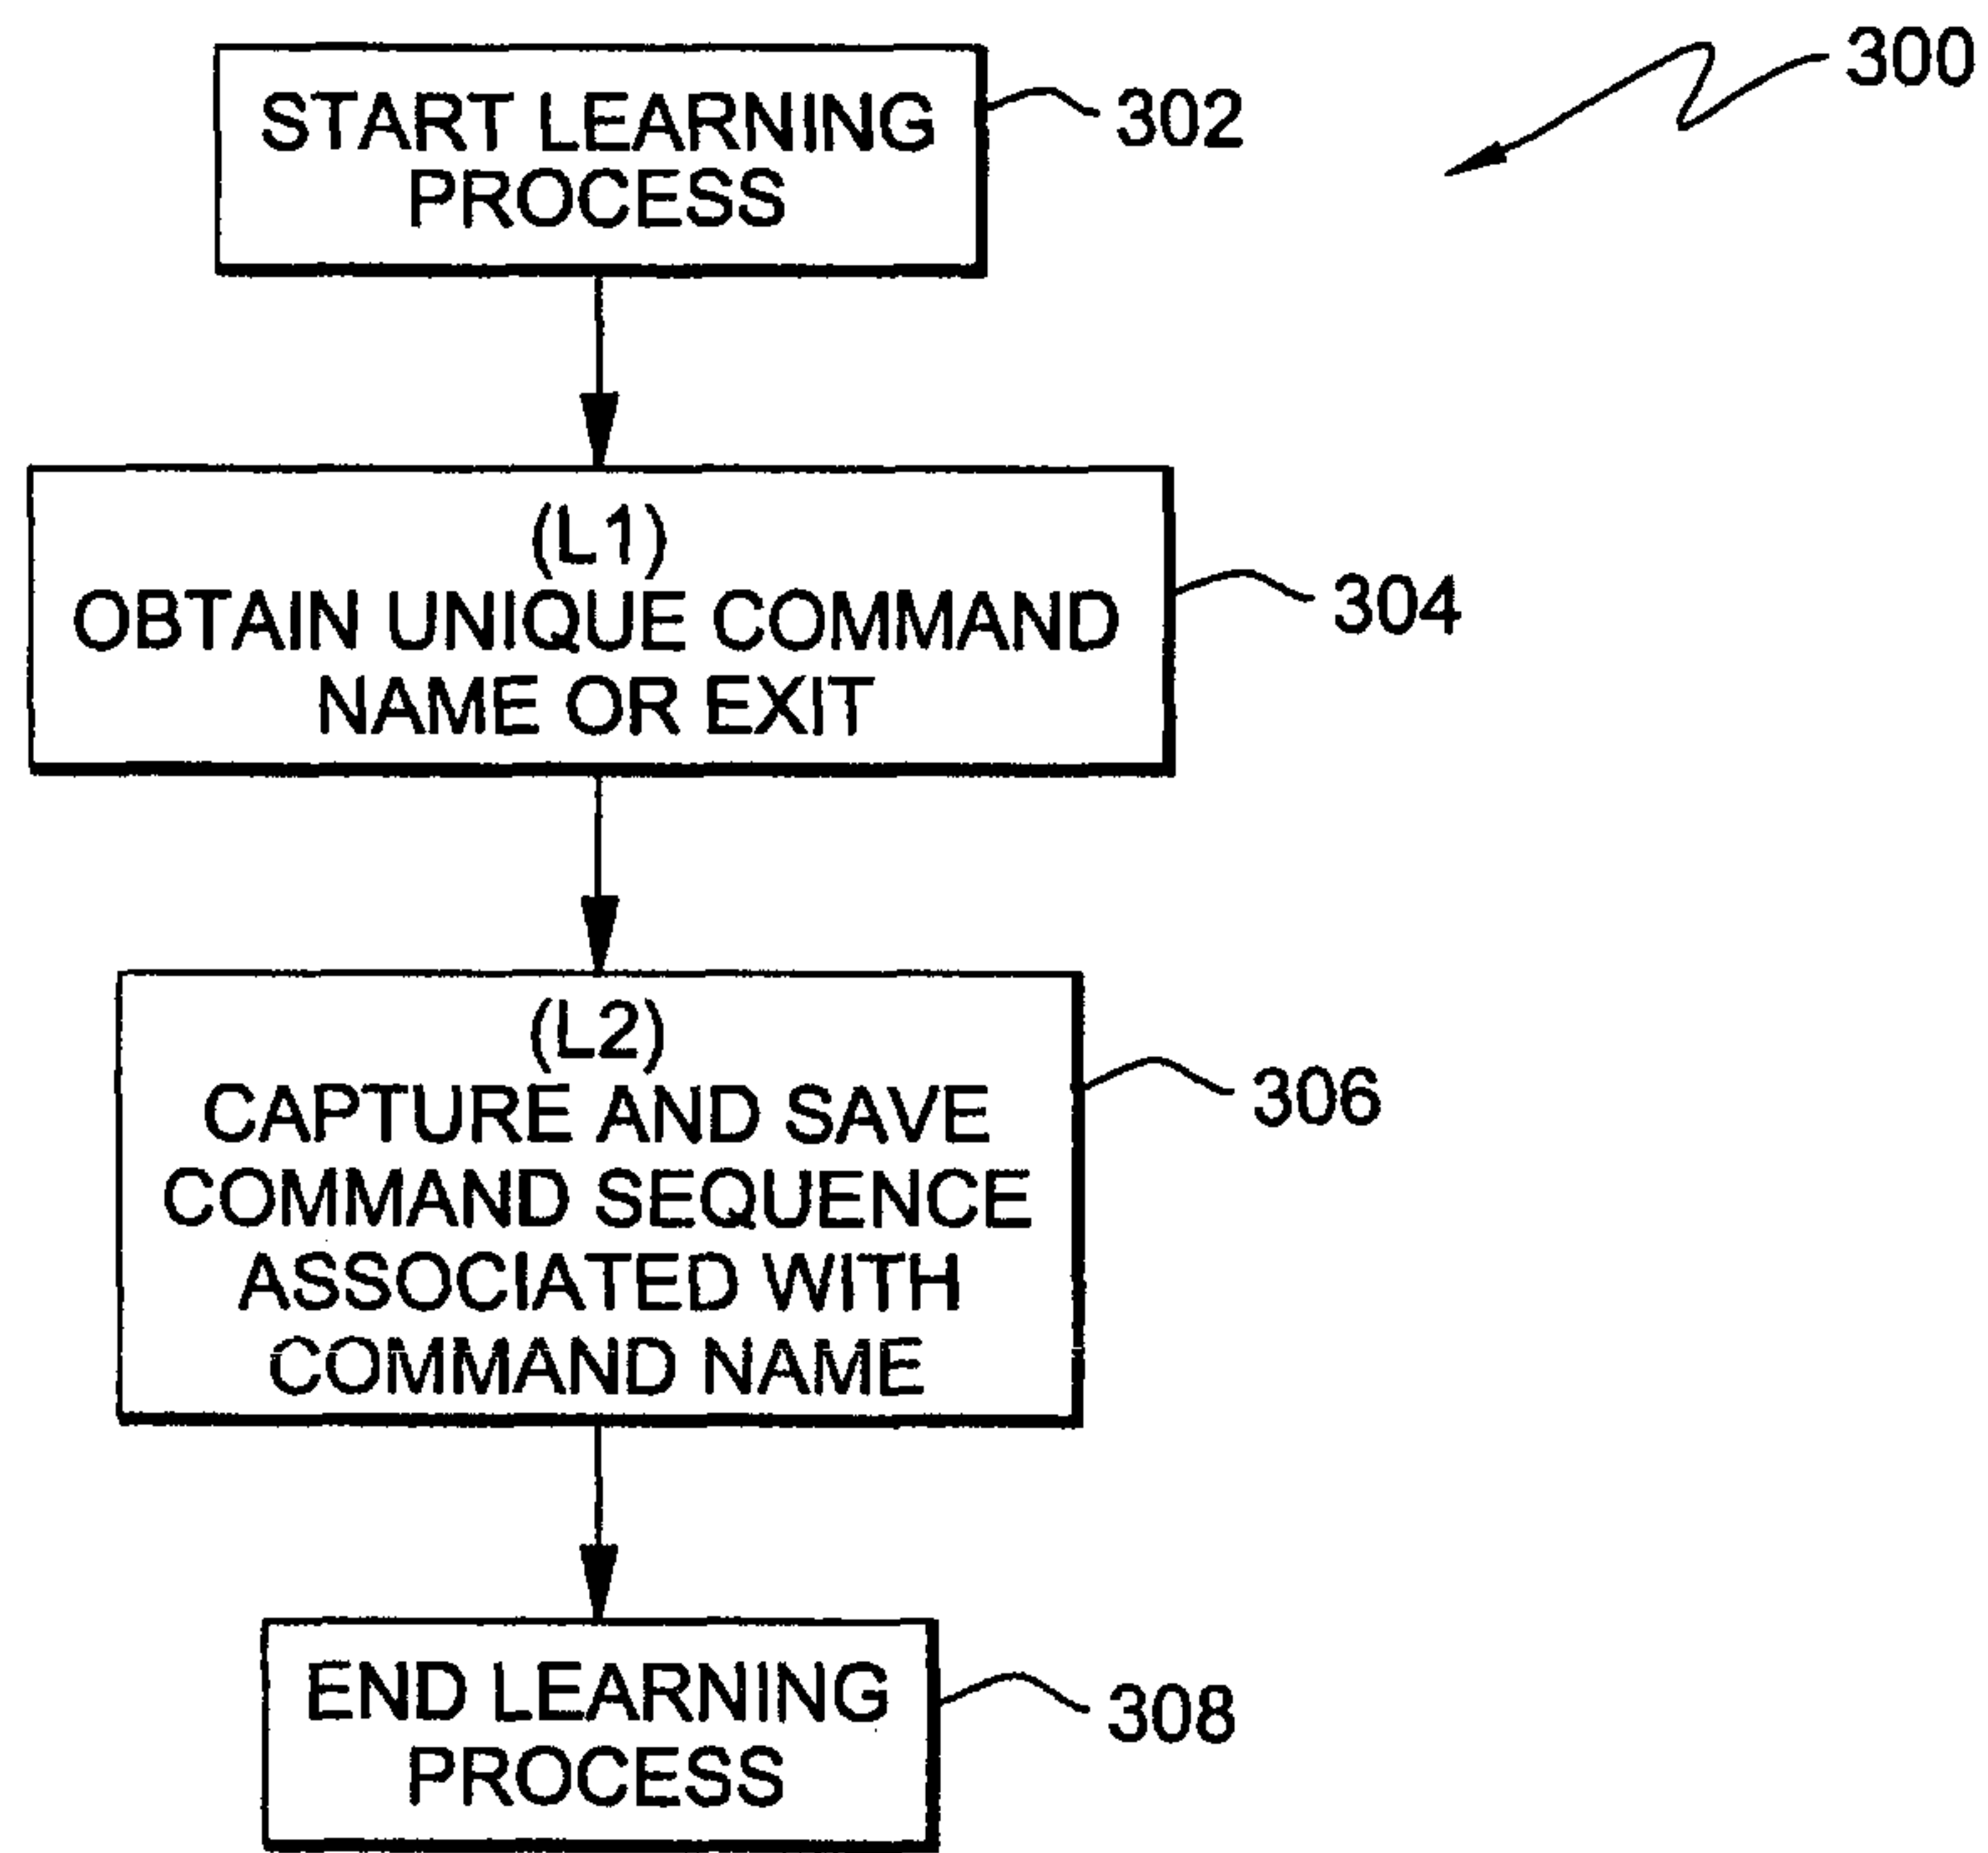 300
START LEARNING
PROCESS
302
(L1)
OBTAIN UNIQUE COMMAND
NAME OR EXIT
304
(L2)
CAPTURE AND SAVE
COMMAND SEQUENCE
ASSOCIATED WITH
COMMAND NAME
306
END LEARNING
PROCESS
308